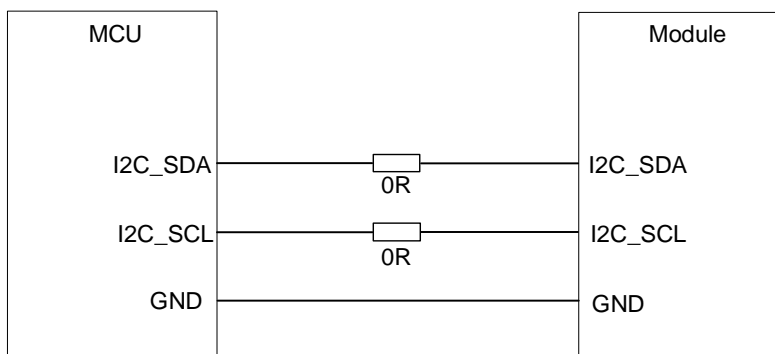 MCU
Module
I2C_SDA
I2C_SDA
0R
I2C_SCL
I2C_SCL
0R
GND
GND